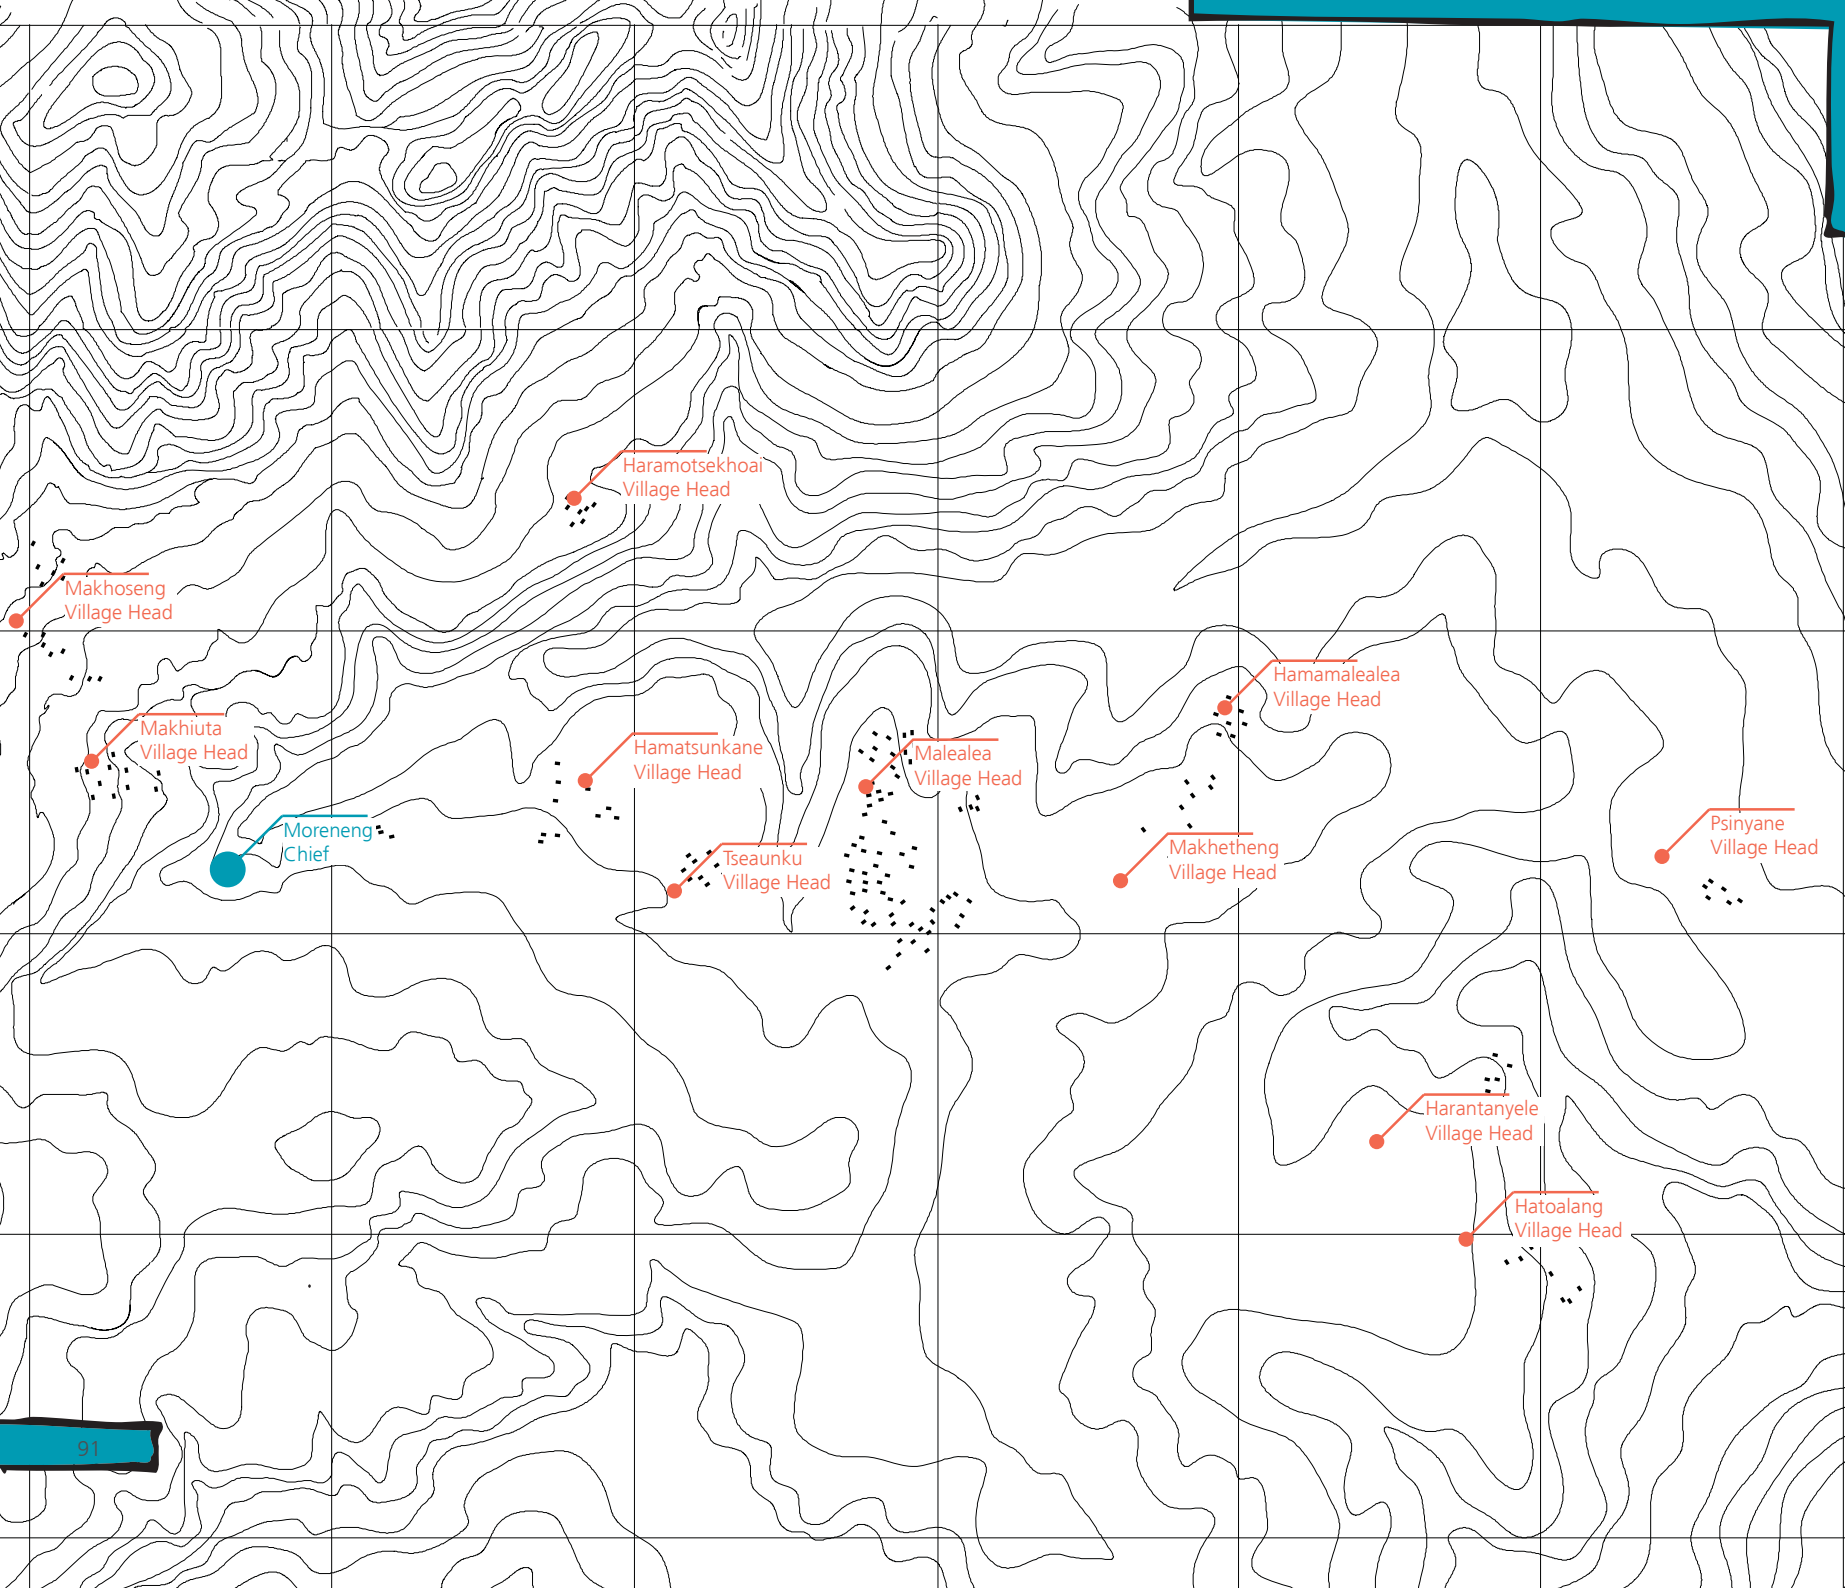 Haramotsekhoai
Village Head
Makhoseng
Village Head
Hamamalealea
Village Head
Makhiuta
Village Head
Hamatsunkane
Village Head
Malealea
Village Head
Moreneng
Chief
Tseaunku
Village Head
Makhetheng
Village Head
Psinyane
Village Head
Harantanyele
Village Head
Hatoalang
Village Head
91